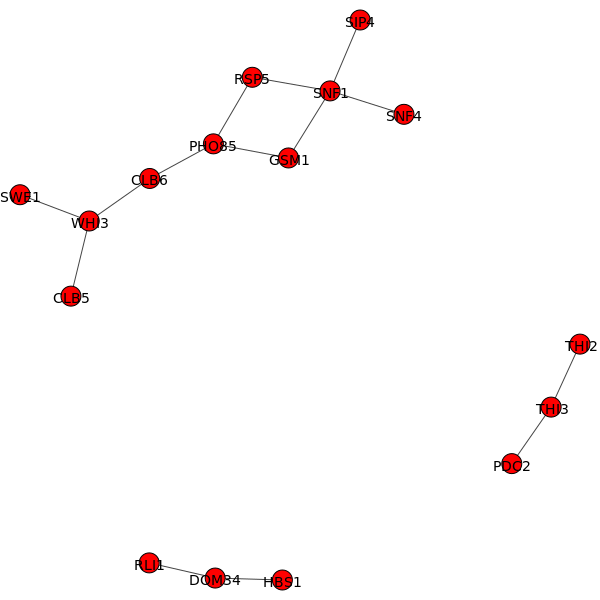 SIP4
RSP5
SNF1
SNF4
PHO85
GSM1
CLB6
SWE1
WHI3
CLB5
THI2
THI3
PDC2
RLI1
DOM34
HBS1